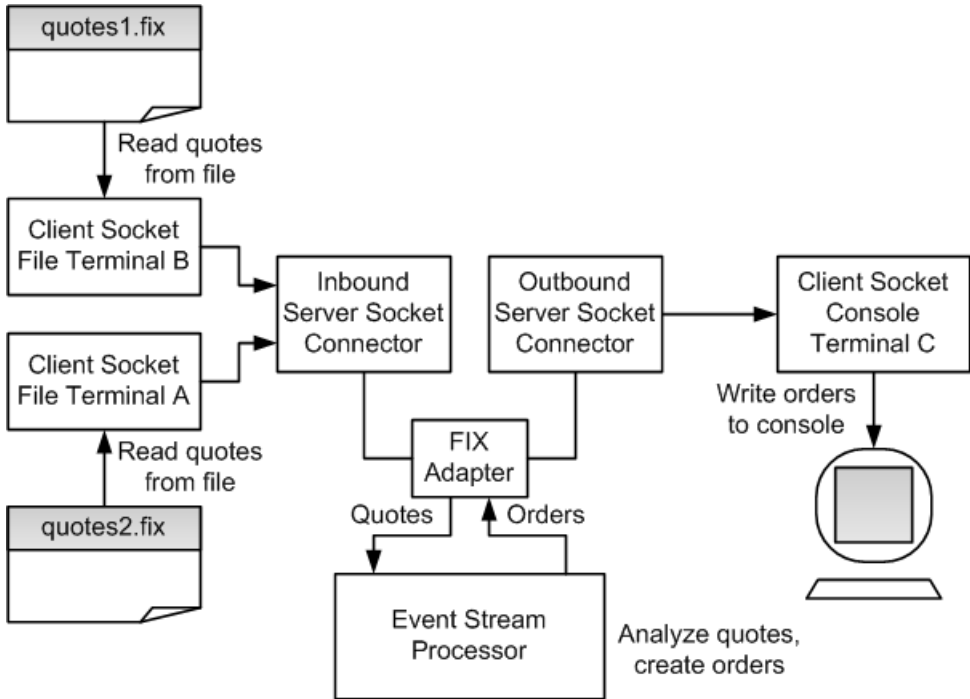 quotes1.fix
Read quotes
from file
Client Socket
File Terminal B
Inbound
Server Socket
Connector
Outbound
Server Socket
Connector
Client Socket
Console
Terminal C
Client Socket
File Terminal A
Write orders
to console
FIX
Adapter
Read quotes
from file
quotes2.fix
Quotes
Orders
Event Stream
Processor
Analyze quotes,
create orders